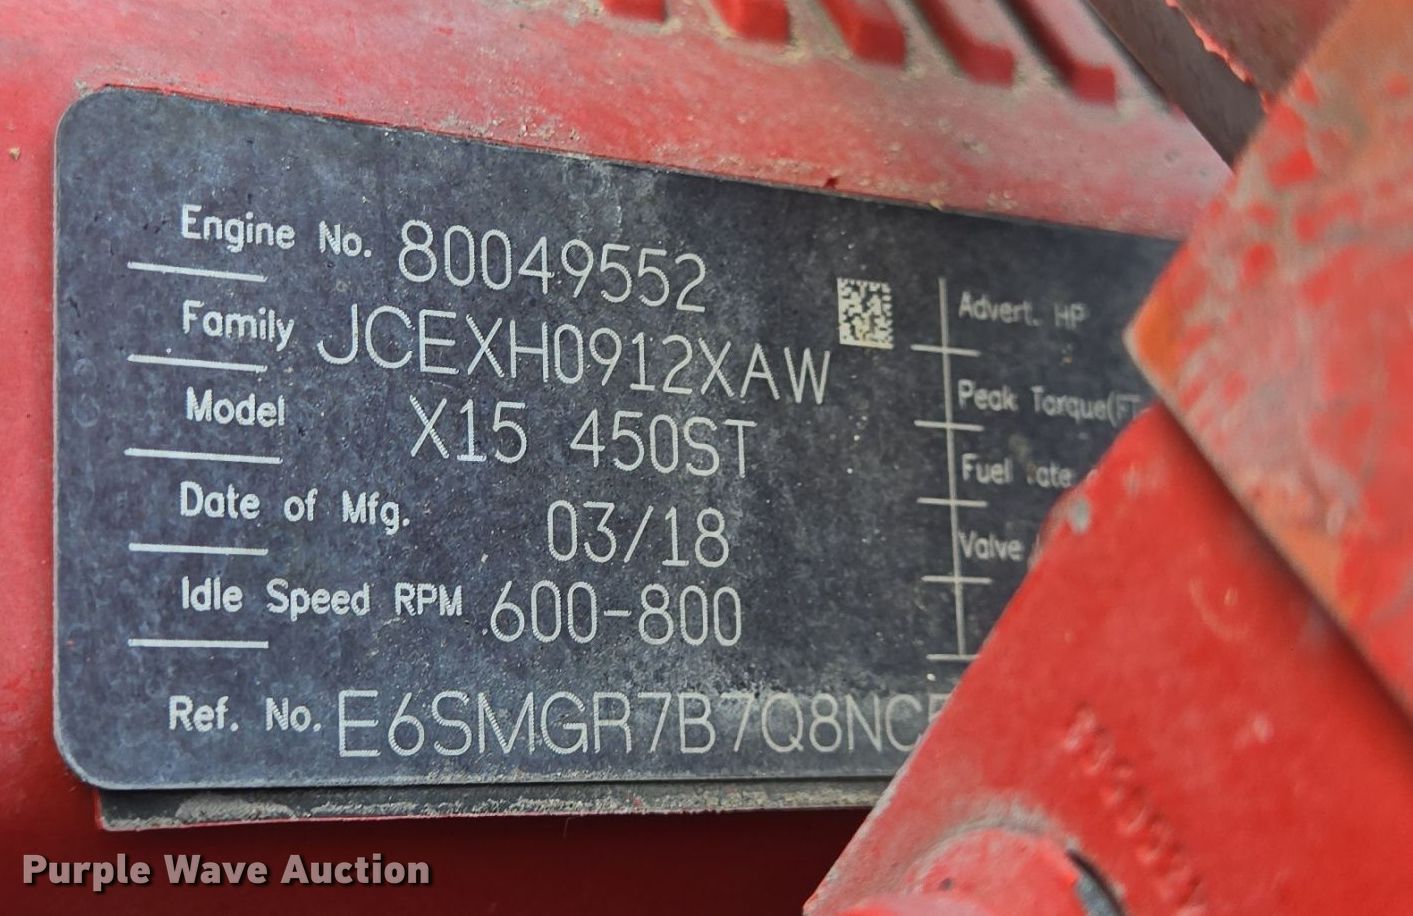 Engine No. 80049552
Family JCEXH0912XAW
Model X15 450ST
Date of Mfg. 03/18
Idle Speed RPM 600-800
Ref. No. E6SMGR7B7Q8NC
Advert. HP
Peak Torque(FT
Fuel rate
Valve
Purple Wave Auction